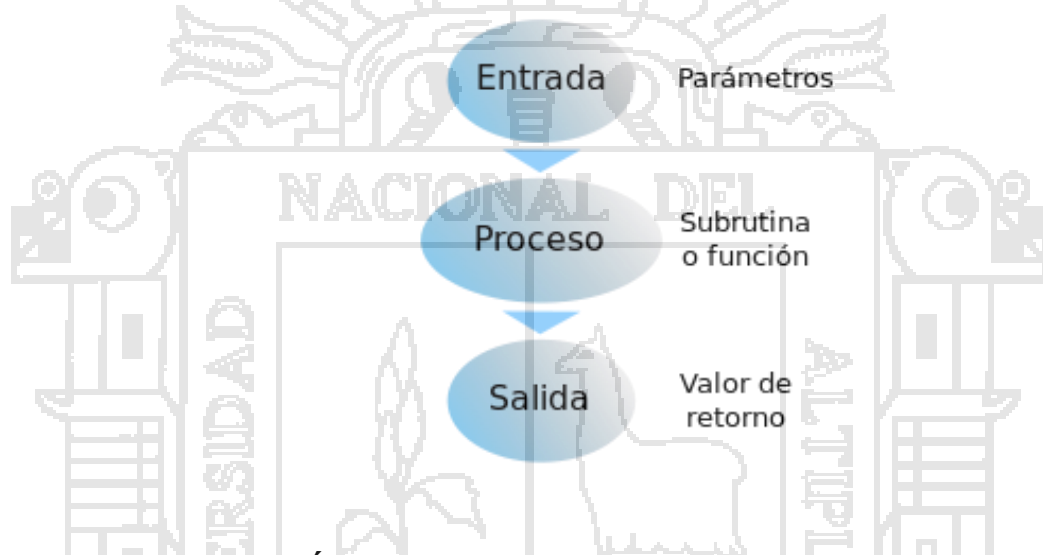 Entrada
Parámetros
NACIONAL DEL
Proceso
Subrutina
o función
Salida
Valor de
retorno